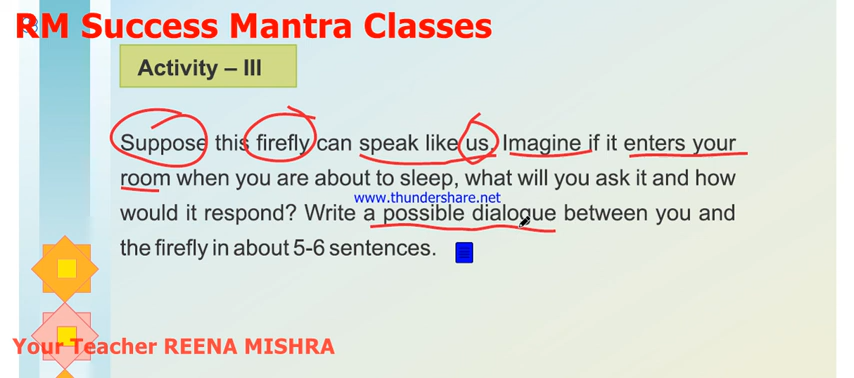 RM Success Mantra Classes
Activity – III
Suppose this firefly can speak like us. Imagine if it enters your
room when you are about to sleep, what will you ask it and how
www.thundershare.net
would it respond? Write a possible dialogue between you and
the firefly in about 5-6 sentences.
Your Teacher REENA MISHRA